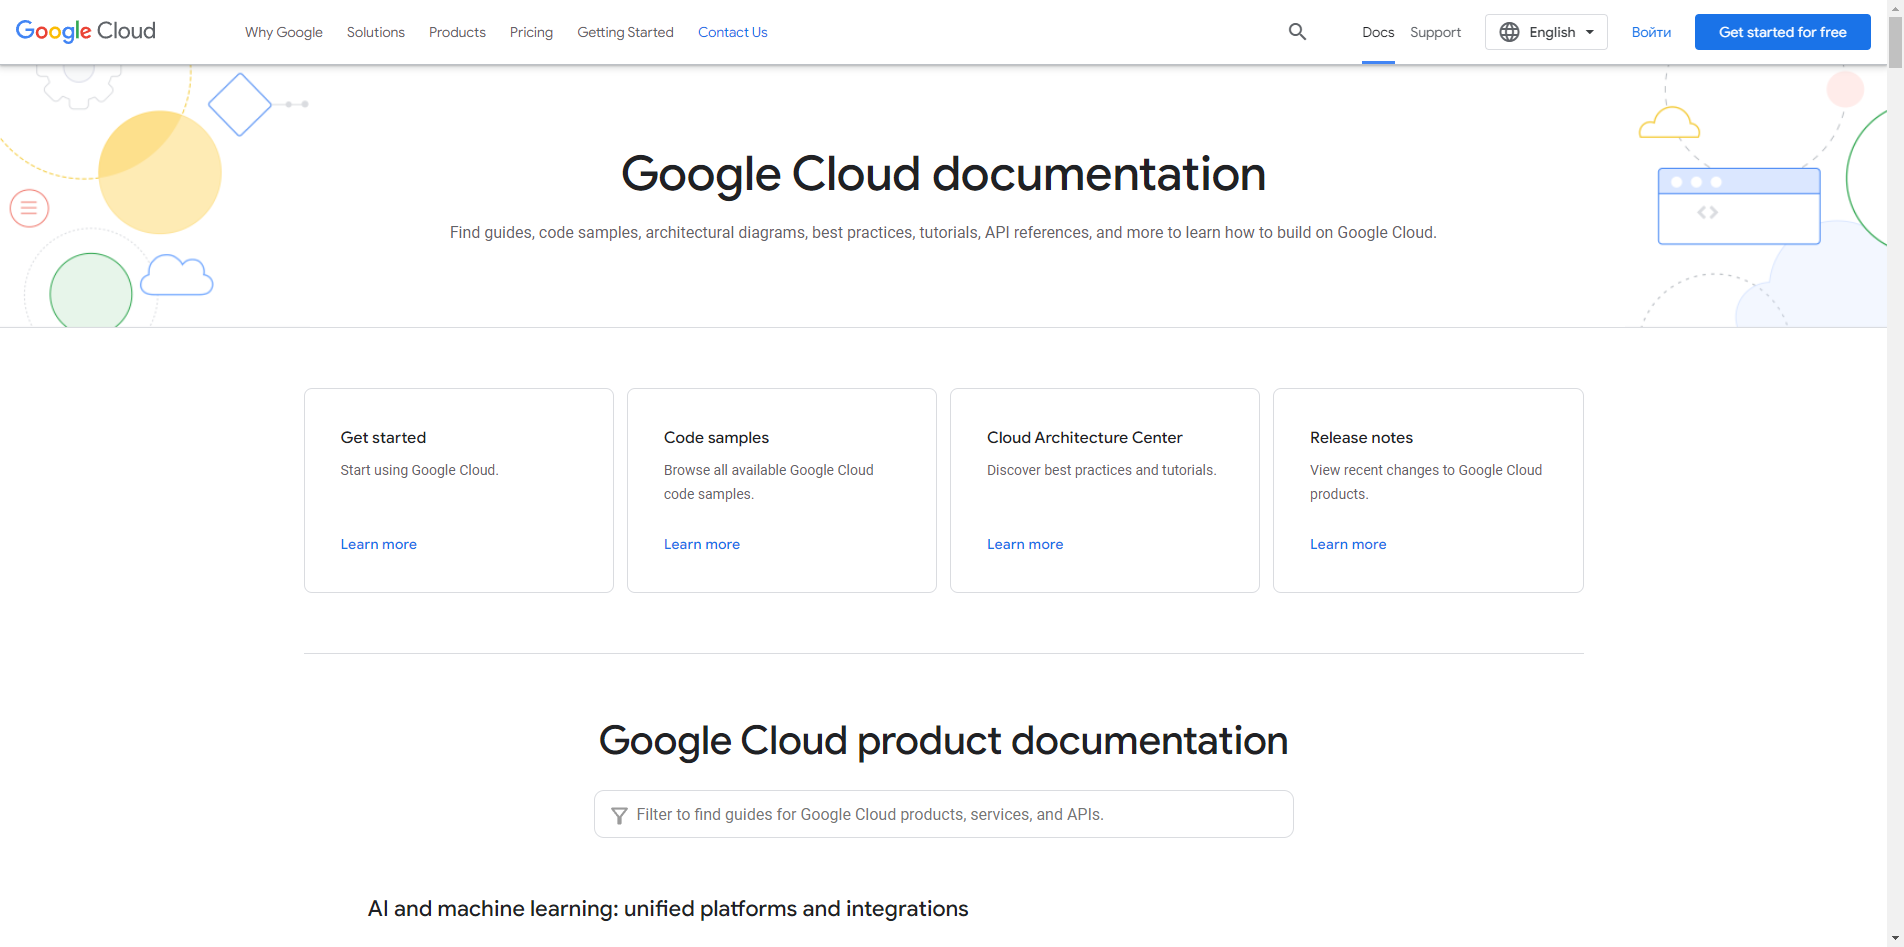 Google Cloud
Why Google
Solutions
Products
Pricing
Getting Started
Contact Us
Docs
Support
English
Войти
Get started for free
Google Cloud documentation
Find guides, code samples, architectural diagrams, best practices, tutorials, API references, and more to learn how to build on Google Cloud.
Get started
Start using Google Cloud.
Learn more
Code samples
Browse all available Google Cloud
code samples.
Learn more
Cloud Architecture Center
Discover best practices and tutorials.
Learn more
Release notes
View recent changes to Google Cloud
products.
Learn more
Google Cloud product documentation
Filter to find guides for Google Cloud products, services, and APIs.
AI and machine learning: unified platforms and integrations